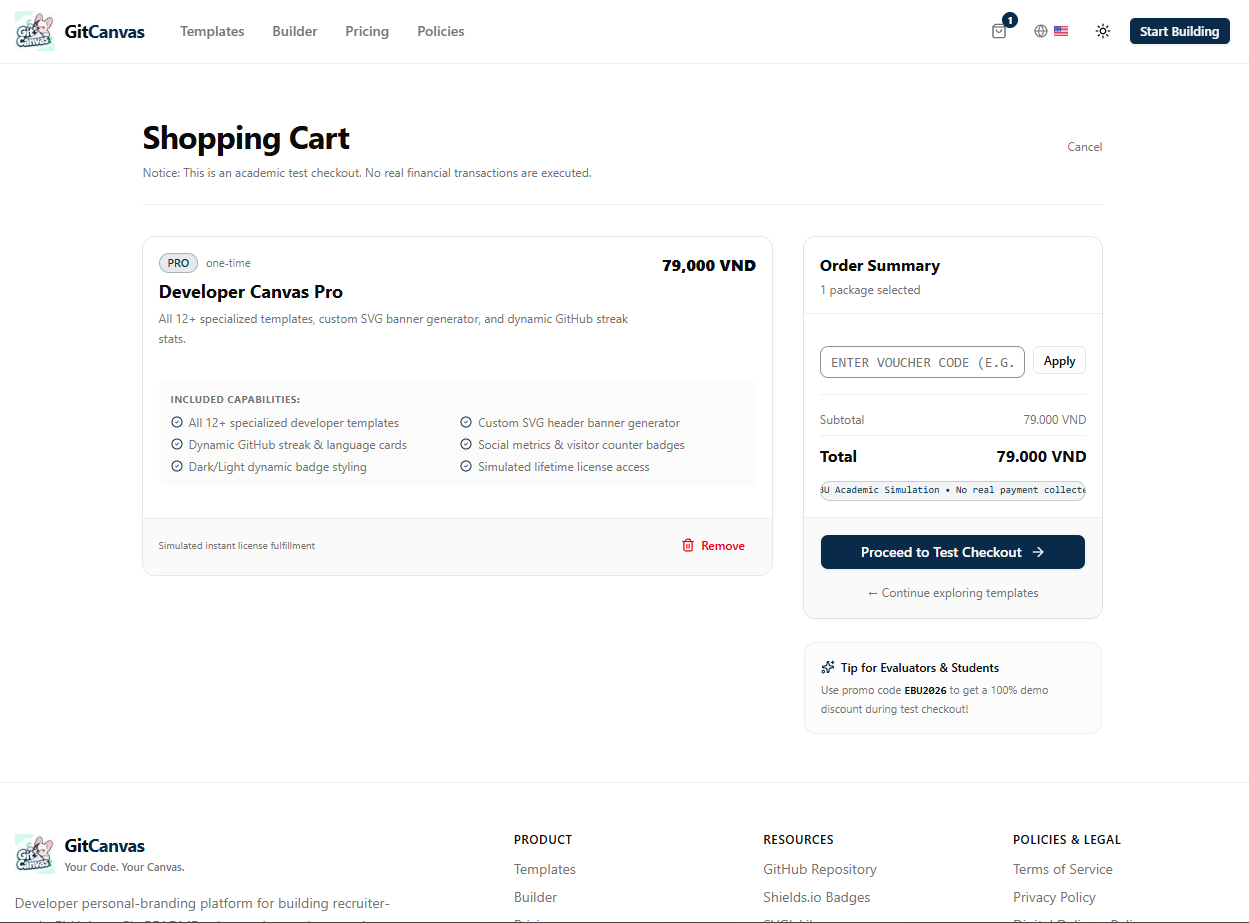 Git
Canvas
GitCanvas
Templates
Builder
Pricing
Policies
1
Start Building
Shopping Cart
Notice: This is an academic test checkout. No real financial transactions are executed.
Cancel
PRO
one-time
79,000 VND
Developer Canvas Pro
All 12+ specialized templates, custom SVG banner generator, and dynamic GitHub streak
stats.
INCLUDED CAPABILITIES:
All 12+ specialized developer templates
Custom SVG header banner generator
Dynamic GitHub streak & language cards
Social metrics & visitor counter badges
Dark/Light dynamic badge styling
Simulated lifetime license access
Simulated instant license fulfillment
Remove
Order Summary
1 package selected
ENTER VOUCHER CODE (E.G.
Apply
Subtotal
79.000 VND
Total
79.000 VND
BU Academic Simulation • No real payment collecte
Proceed to Test Checkout →
← Continue exploring templates
Tip for Evaluators & Students
Use promo code EBU2026 to get a 100% demo
discount during test checkout!
Git
Canvas
GitCanvas
Your Code. Your Canvas.
Developer personal-branding platform for building recruiter-
PRODUCT
Templates
Builder
RESOURCES
GitHub Repository
Shields.io Badges
POLICIES & LEGAL
Terms of Service
Privacy Policy